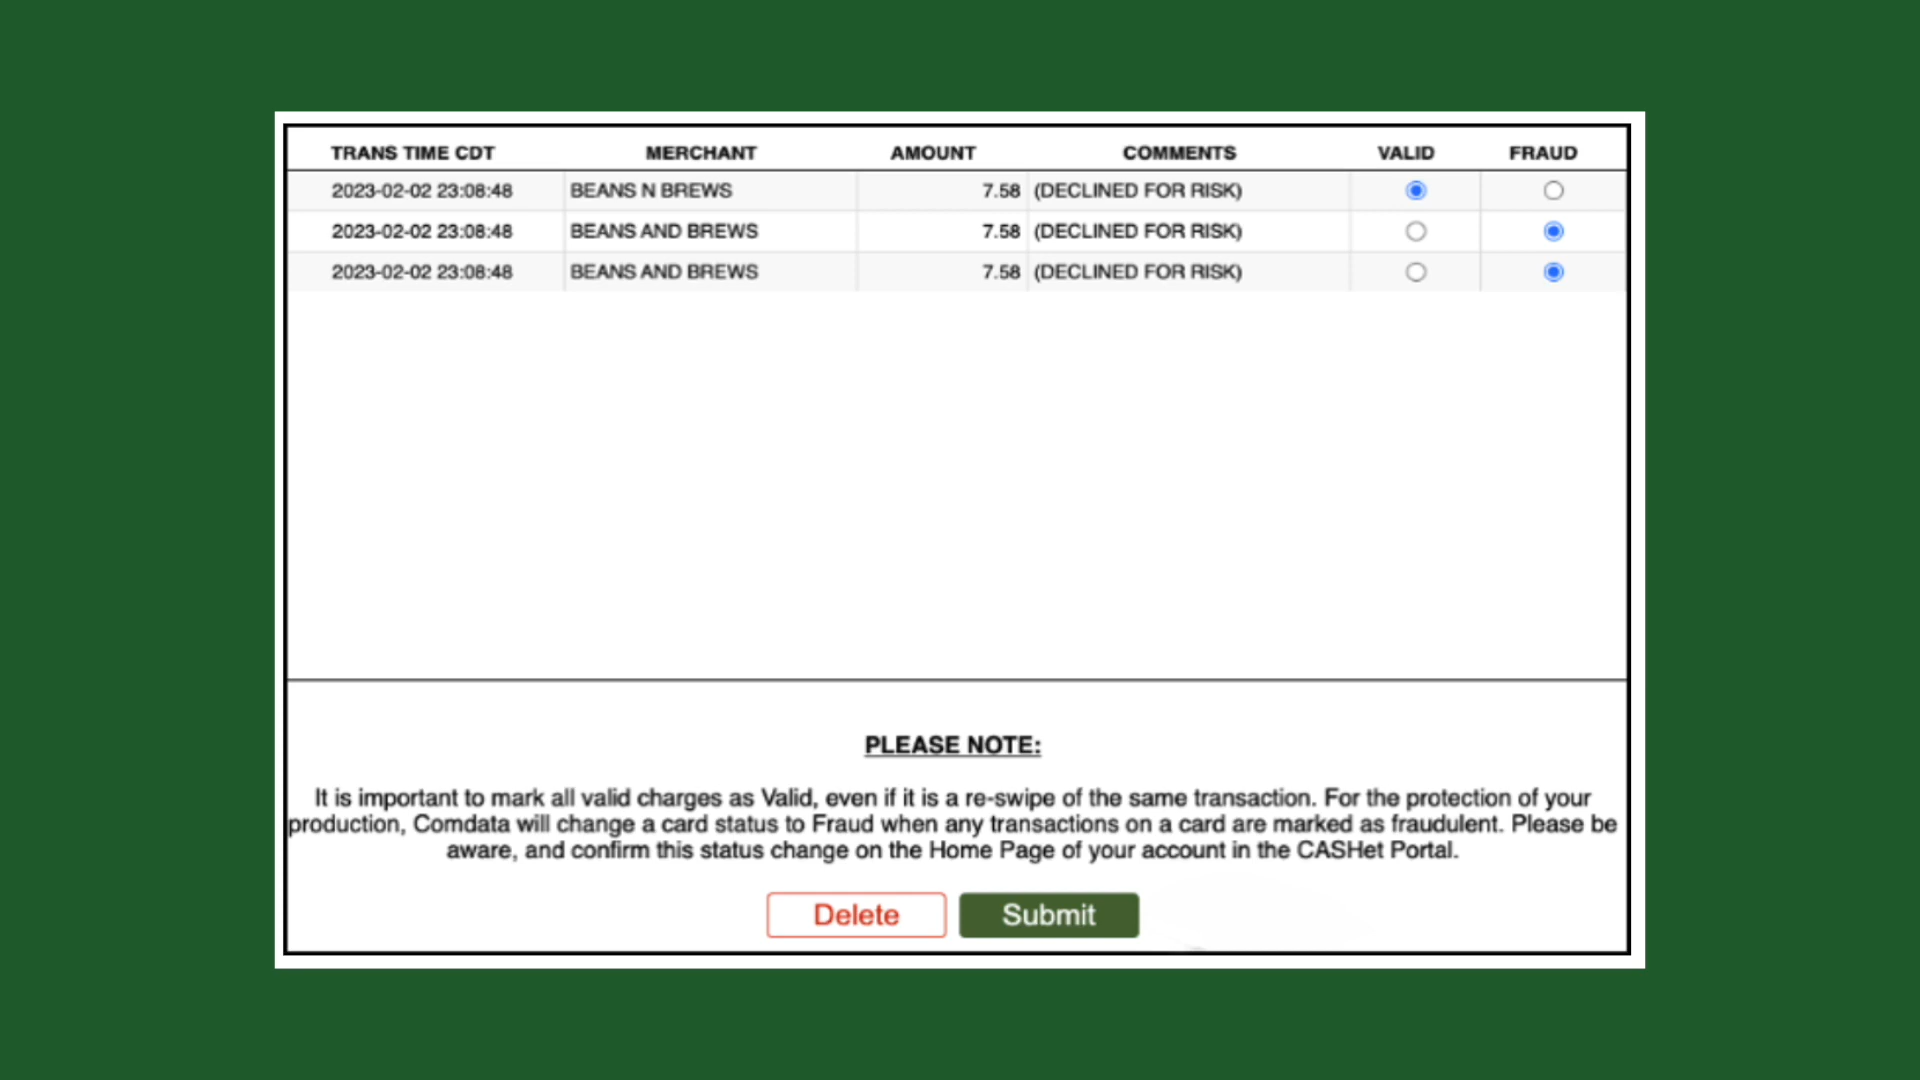 TRANS TIME CDT MERCHANT AMOUNT COMMENTS VALID FRAUD
2023-02-02 23:08:48 BEANS N BREWS 7.58 (DECLINED FOR RISK)
2023-02-02 23:08:48 BEANS AND BREWS 7.58 (DECLINED FOR RISK)
2023-02-02 23:08:48 BEANS AND BREWS 7.58 (DECLINED FOR RISK)
PLEASE NOTE:
It is important to mark all valid charges as Valid, even if it is a re-swipe of the same transaction. For the protection of your
production, Comdata will change a card status to Fraud when any transactions on a card are marked as fraudulent. Please be
aware, and confirm this status change on the Home Page of your account in the CASHet Portal.
Delete Submit